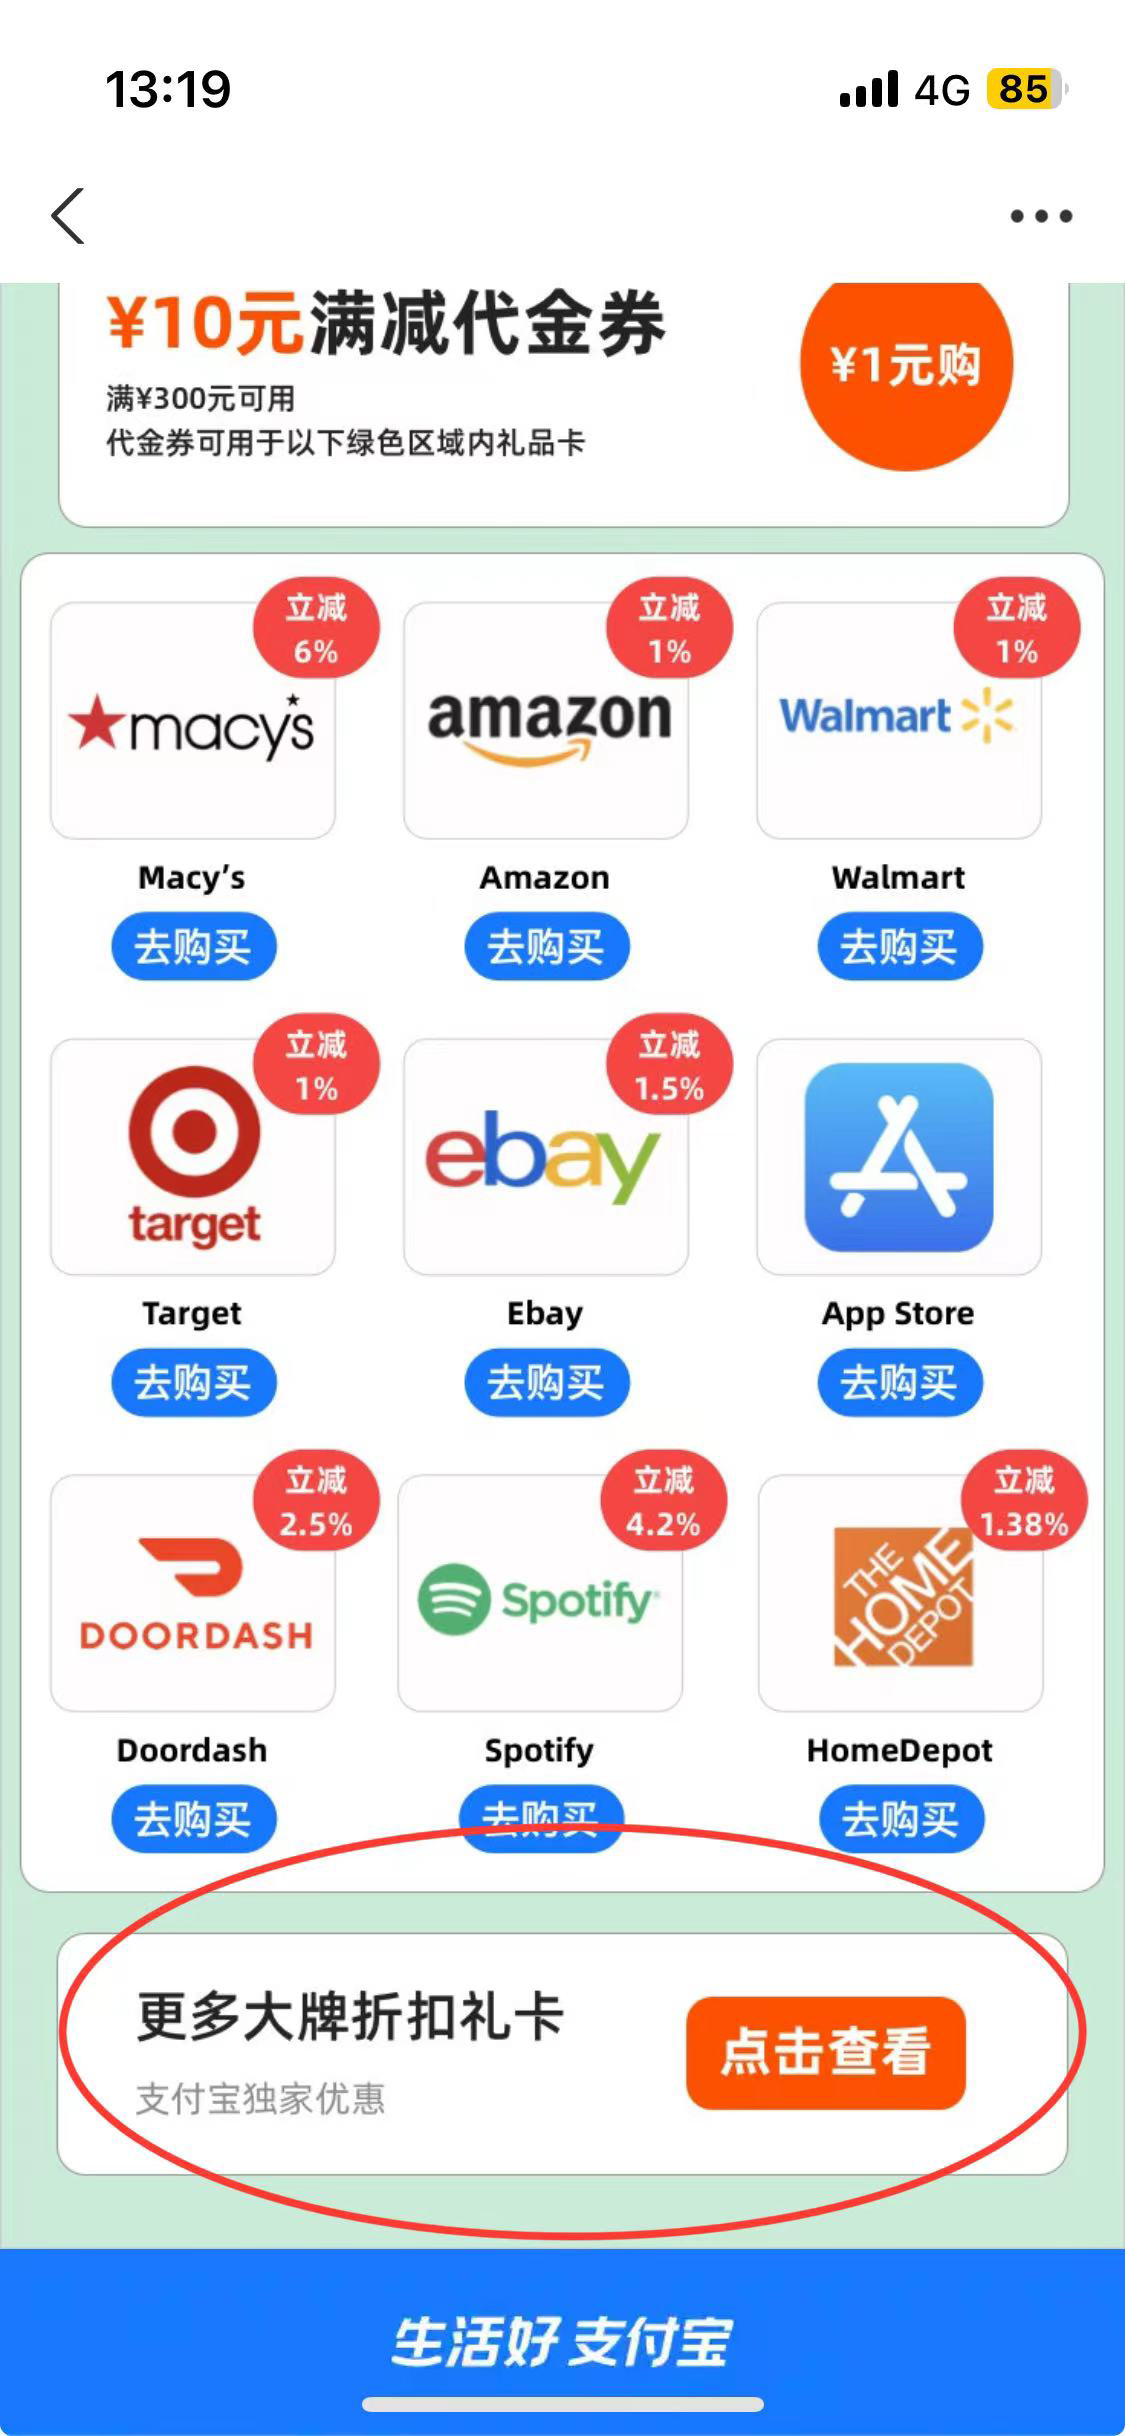 13:19
4G 85
¥10元满减代金券
满¥300元可用
代金券可用于以下绿色区域内礼品卡
¥1元购
立减
6%
立减
1%
立减
1%
macy's
amazon
Walmart
Macy's
Amazon
Walmart
去购买
去购买
去购买
立减
1%
立减
1.5%
target
ebay
Target
Ebay
App Store
去购买
去购买
去购买
立减
2.5%
立减
4.2%
立减
1.38%
DOORDASH
Spotify
THE
HOME
DEPOT
Doordash
Spotify
HomeDepot
去购买
去购买
去购买
更多大牌折扣礼卡
支付宝独家优惠
点击查看
生活好 支付宝